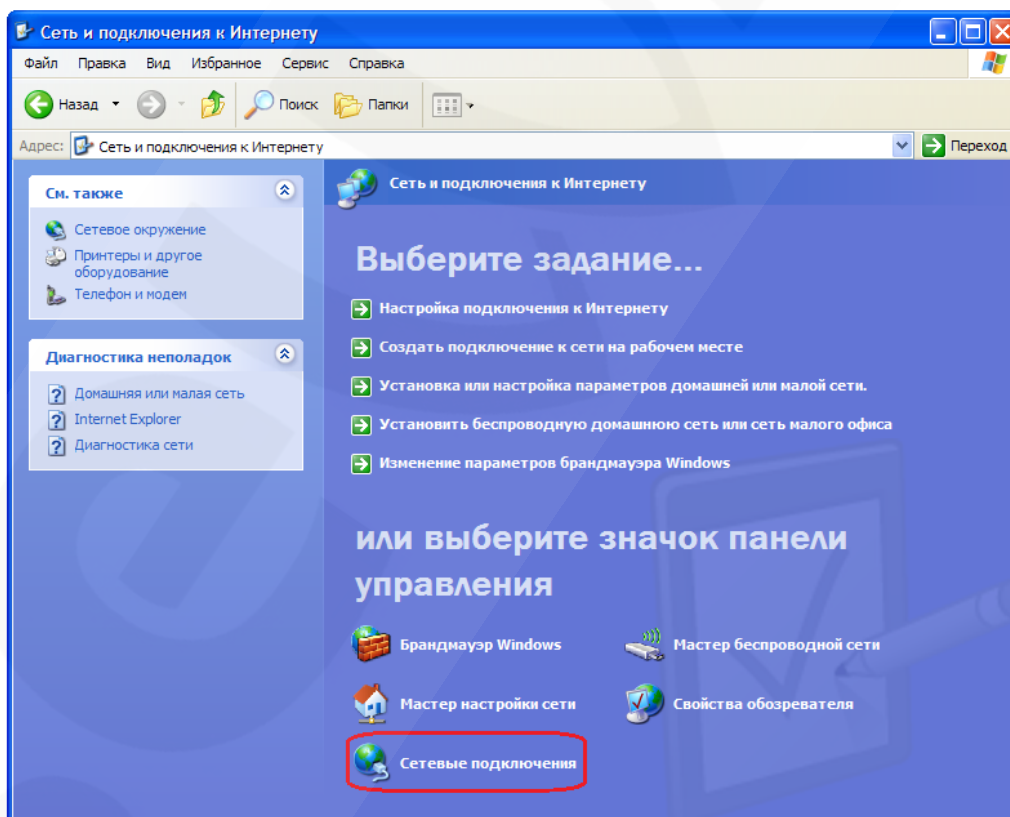 Сеть и подключения к Интернету
Файл Правка Вид Избранное Сервис Справка
Назад Поиск Папки
Адрес: Сеть и подключения к Интернету Переход
См. также
Сетевое окружение
Принтеры и другое
оборудование
Телефон и модем
Диагностика неполадок
Домашняя или малая сеть
Internet Explorer
Диагностика сети
Сеть и подключения к Интернету
Выберите задание...
Настройка подключения к Интернету
Создать подключение к сети на рабочем месте
Установка или настройка параметров домашней или малой сети.
Установить беспроводную домашнюю сеть или сеть малого офиса
Изменение параметров брандмауэра Windows
или выберите значок панели
управления
Брандмауэр Windows Мастер беспроводной сети
Мастер настройки сети Свойства обозревателя
Сетевые подключения